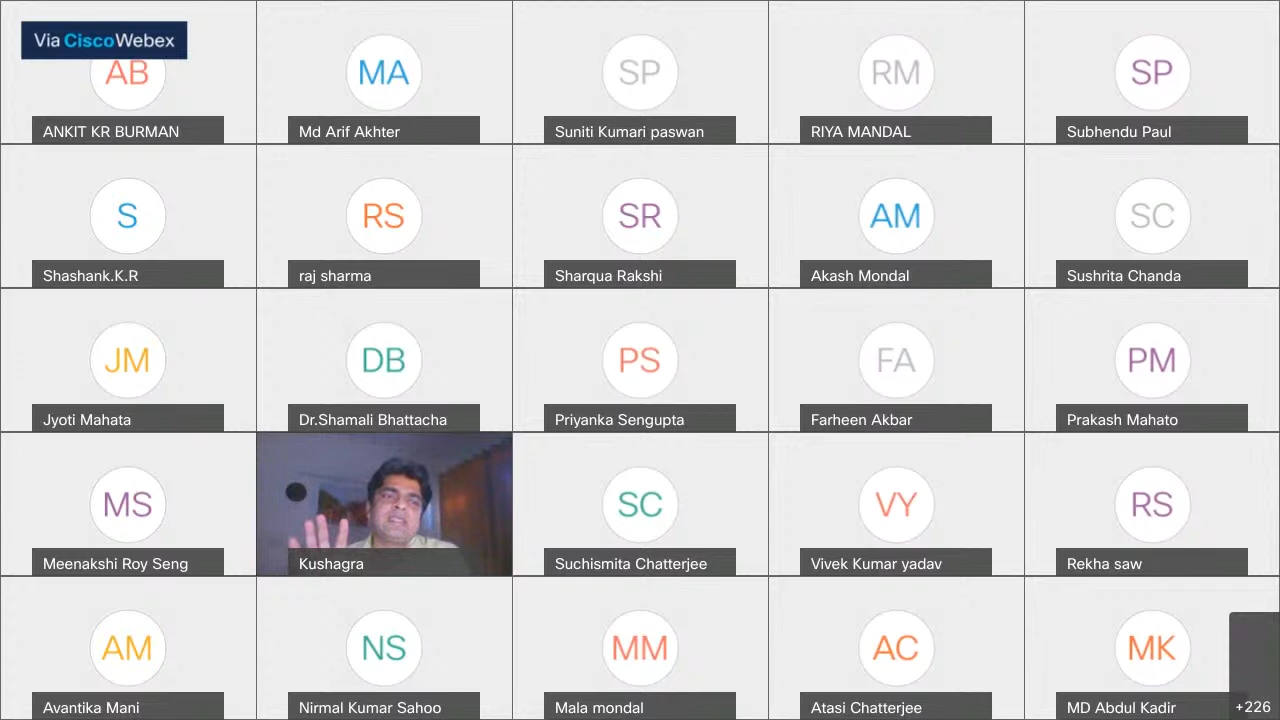 Via CiscoWebex
AB
MA
SP
RM
SP
ANKIT KR BURMAN
Md Arif Akhter
Suniti Kumari paswan
RIYA MANDAL
Subhendu Paul
S
RS
SR
AM
SC
Shashank.K.R
raj sharma
Sharqua Rakshi
Akash Mondal
Sushrita Chanda
JM
DB
PS
FA
PM
Jyoti Mahata
Dr.Shamali Bhattacha
Priyanka Sengupta
Farheen Akbar
Prakash Mahato
MS
SC
VY
RS
Meenakshi Roy Seng
Kushagra
Suchismita Chatterjee
Vivek Kumar yadav
Rekha saw
AM
NS
MM
AC
MK
Avantika Mani
Nirmal Kumar Sahoo
Mala mondal
Atasi Chatterjee
MD Abdul Kadir
+226